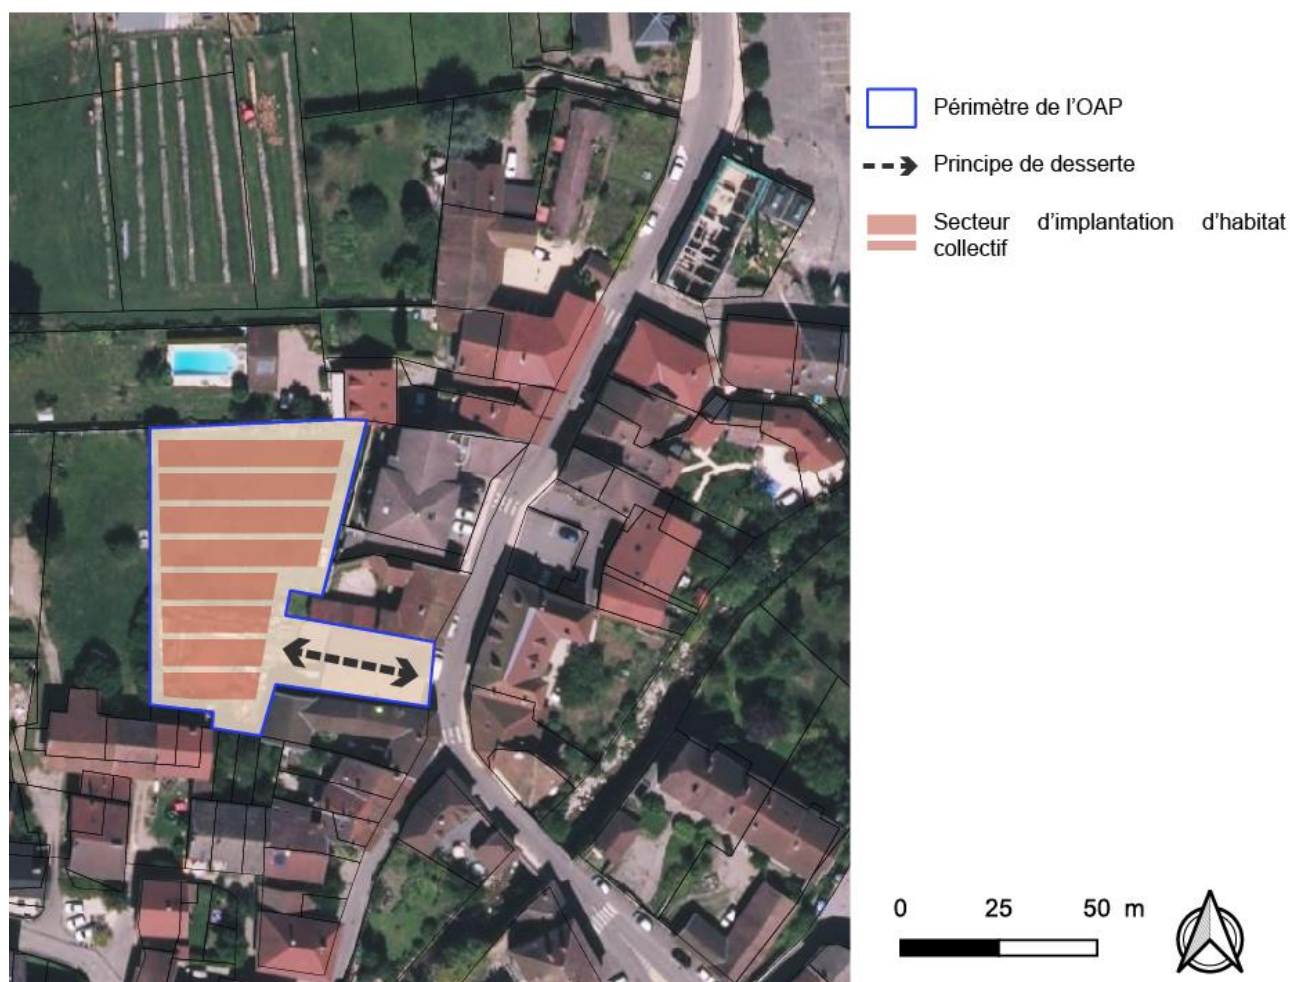 Périmètre de l'OAP
Principe de desserte
Secteur d'implantation d'habitat
collectif
0 25 50 m